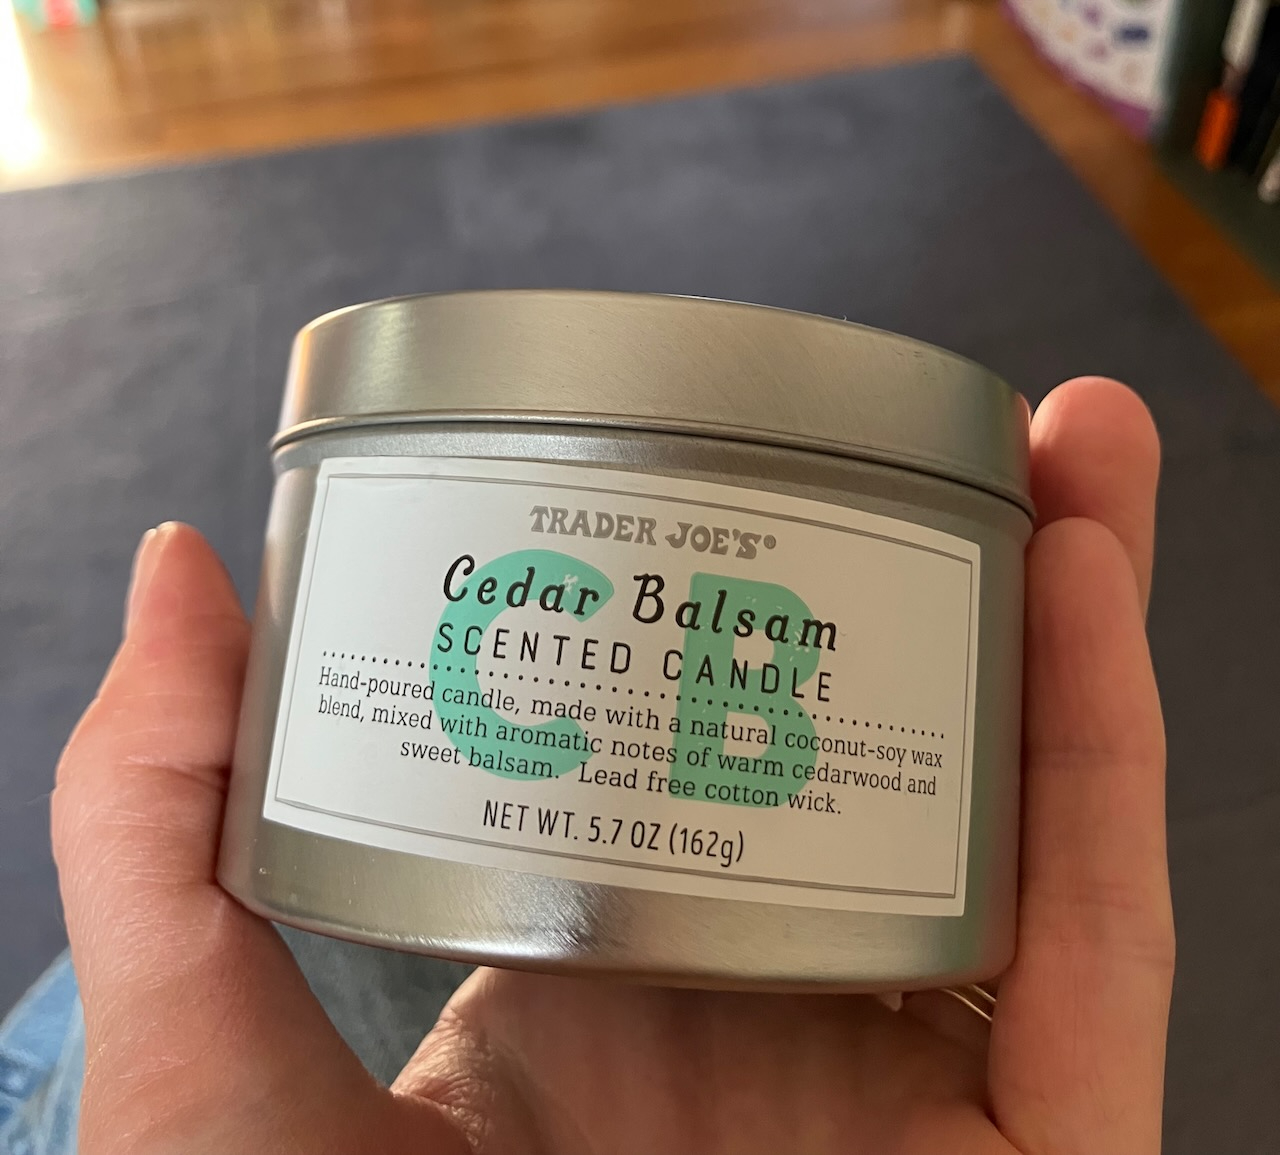 TRADER JOE'S®
Cedar Balsam
SCENTED CANDLE
Hand-poured candle, made with a natural coconut-soy wax
blend, mixed with aromatic notes of warm cedarwood and
sweet balsam. Lead free cotton wick.
NET WT. 5.7 OZ (162g)
C B